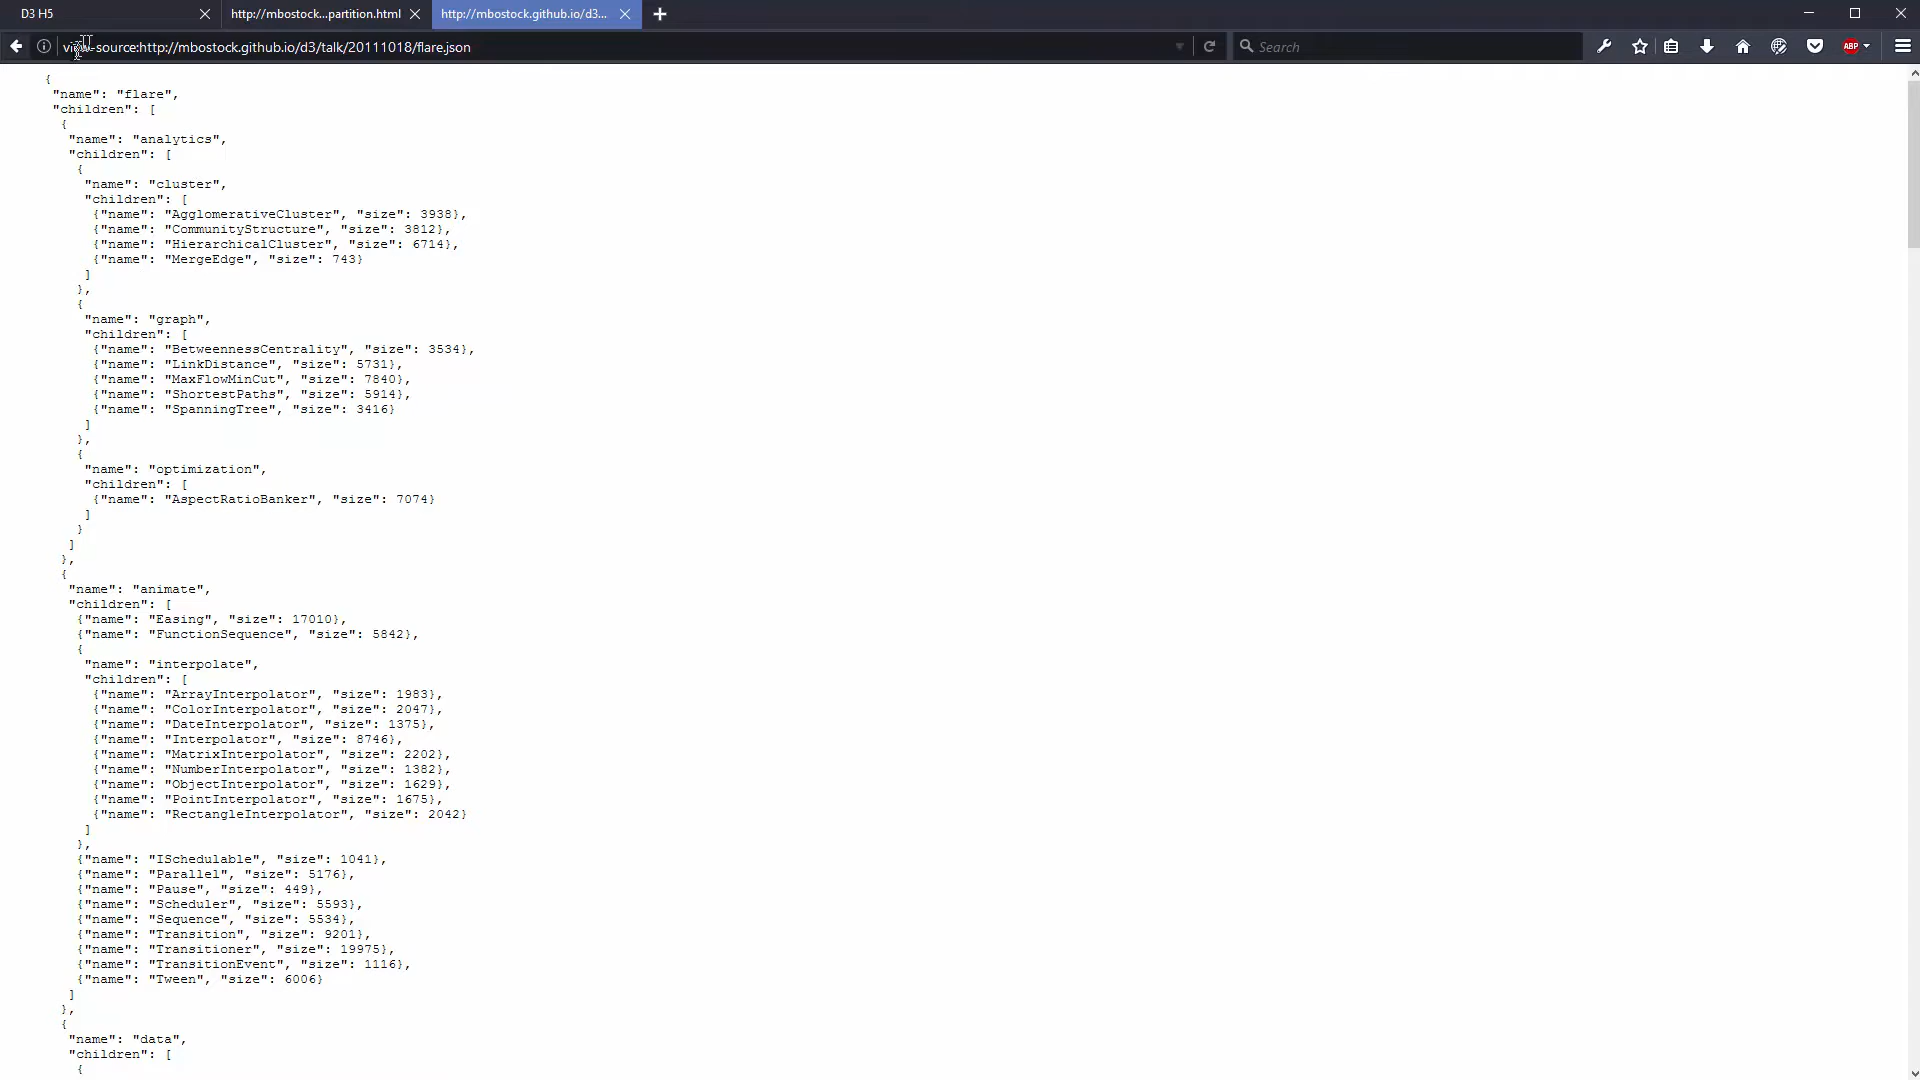 D3 H5
http://mbostock...partition.html
http://mbostock.github.io/d3...
view-source:http://mbostock.github.io/d3/talk/20111018/flare.json
Search
ABP
{
"name": "flare",
"children": [
{
"name": "analytics",
"children": [
{
"name": "cluster",
"children": [
{"name": "AgglomerativeCluster", "size": 3938},
{"name": "CommunityStructure", "size": 3812},
{"name": "HierarchicalCluster", "size": 6714},
{"name": "MergeEdge", "size": 743}
]
},
{
"name": "graph",
"children": [
{"name": "BetweennessCentrality", "size": 3534},
{"name": "LinkDistance", "size": 5731},
{"name": "MaxFlowMinCut", "size": 7840},
{"name": "ShortestPaths", "size": 5914},
{"name": "SpanningTree", "size": 3416}
]
},
{
"name": "optimization",
"children": [
{"name": "AspectRatioBanker", "size": 7074}
]
}
]
},
{
"name": "animate",
"children": [
{"name": "Easing", "size": 17010},
{"name": "FunctionSequence", "size": 5842},
{
"name": "interpolate",
"children": [
{"name": "ArrayInterpolator", "size": 1983},
{"name": "ColorInterpolator", "size": 2047},
{"name": "DateInterpolator", "size": 1375},
{"name": "Interpolator", "size": 8746},
{"name": "MatrixInterpolator", "size": 2202},
{"name": "NumberInterpolator", "size": 1382},
{"name": "ObjectInterpolator", "size": 1629},
{"name": "PointInterpolator", "size": 1675},
{"name": "RectangleInterpolator", "size": 2042}
]
},
{"name": "ISchedulable", "size": 1041},
{"name": "Parallel", "size": 5176},
{"name": "Pause", "size": 449},
{"name": "Scheduler", "size": 5593},
{"name": "Sequence", "size": 5534},
{"name": "Transition", "size": 9201},
{"name": "Transitioner", "size": 19975},
{"name": "TransitionEvent", "size": 1116},
{"name": "Tween", "size": 6006}
]
},
{
"name": "data",
"children": [
{